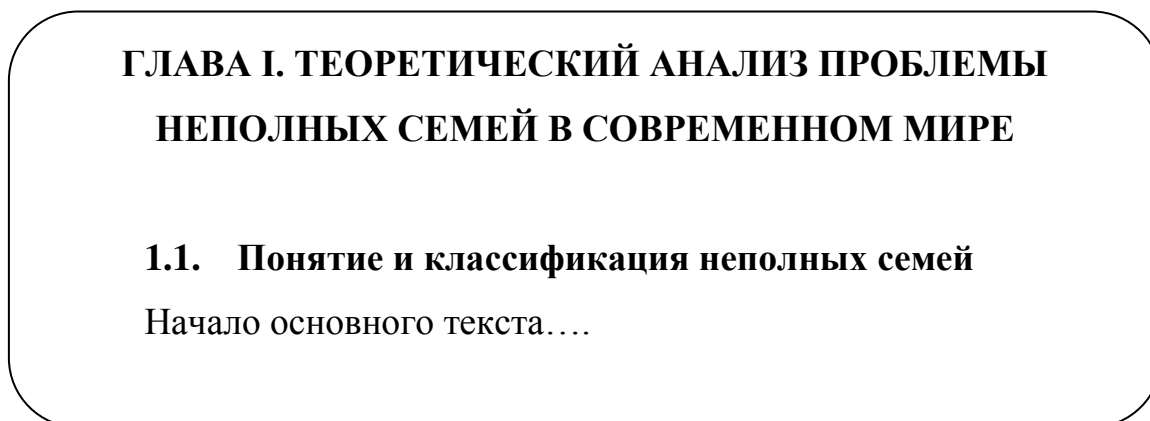 ГЛАВА I. ТЕОРЕТИЧЕСКИЙ АНАЛИЗ ПРОБЛЕМЫ
НЕПОЛНЫХ СЕМЕЙ В СОВРЕМЕННОМ МИРЕ
1.1. Понятие и классификация неполных семей
Начало основного текста….